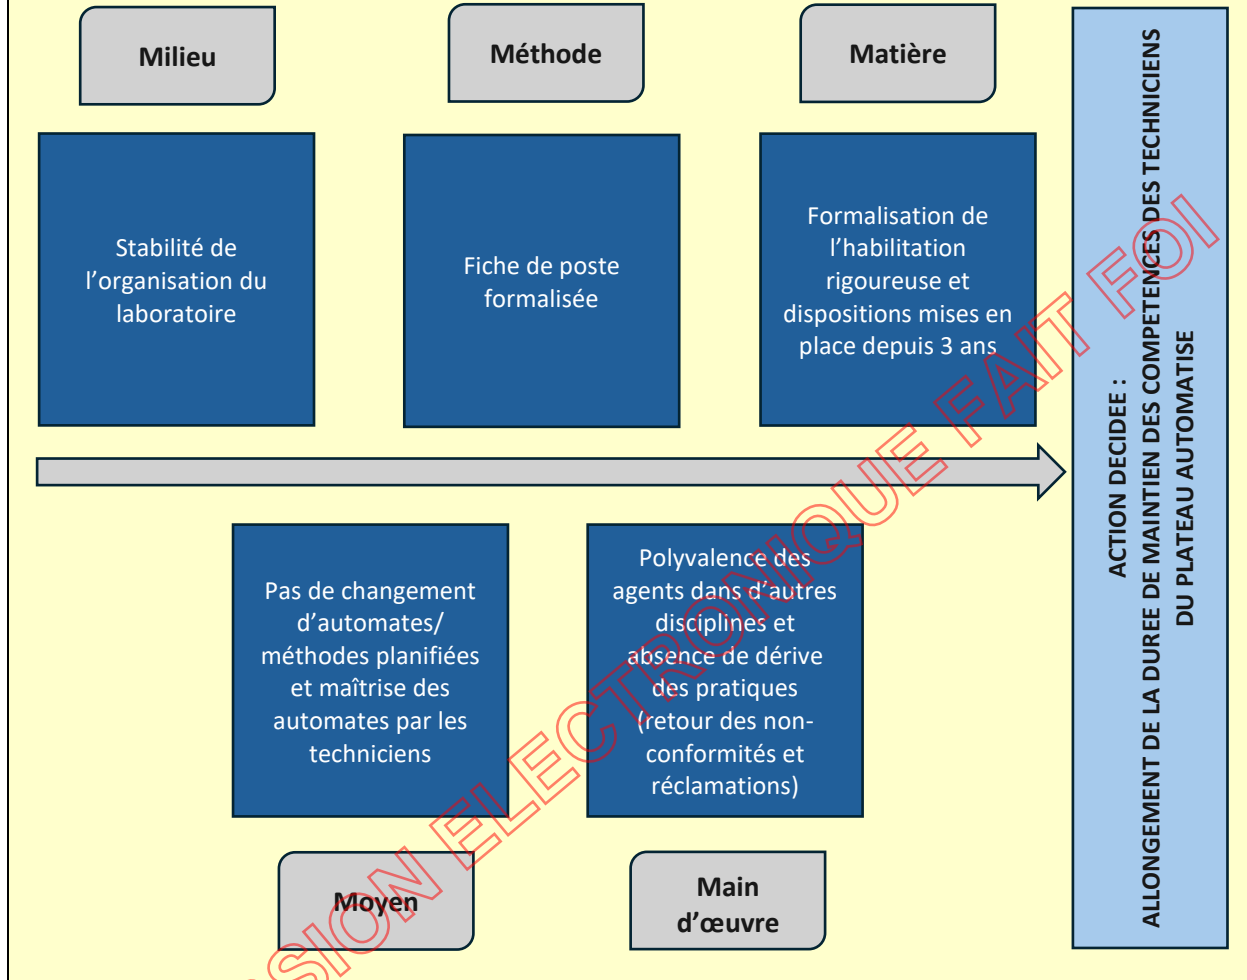 Milieu
Méthode
Matière
Stabilité de
l'organisation du
laboratoire
Fiche de poste
formalisée
Formalisation de
l'habilitation
rigoureuse et
dispositions mises en
place depuis 3 ans
Pas de changement
d'automates/
méthodes planifiées
et maîtrise des
automates par les
techniciens
Polyvalence des
agents dans d'autres
disciplines et
absence de dérive
des pratiques
(retour des non-
conformités et
réclamations)
Moyen
Main
d'œuvre
ACTION DECIDEE :
ALLONGEMENT DE LA DUREE DE MAINTIEN DES COMPETENCES DES TECHNICIENS
DU PLATEAU AUTOMATISE
SION ELECTRONIQUE FAIT FOI